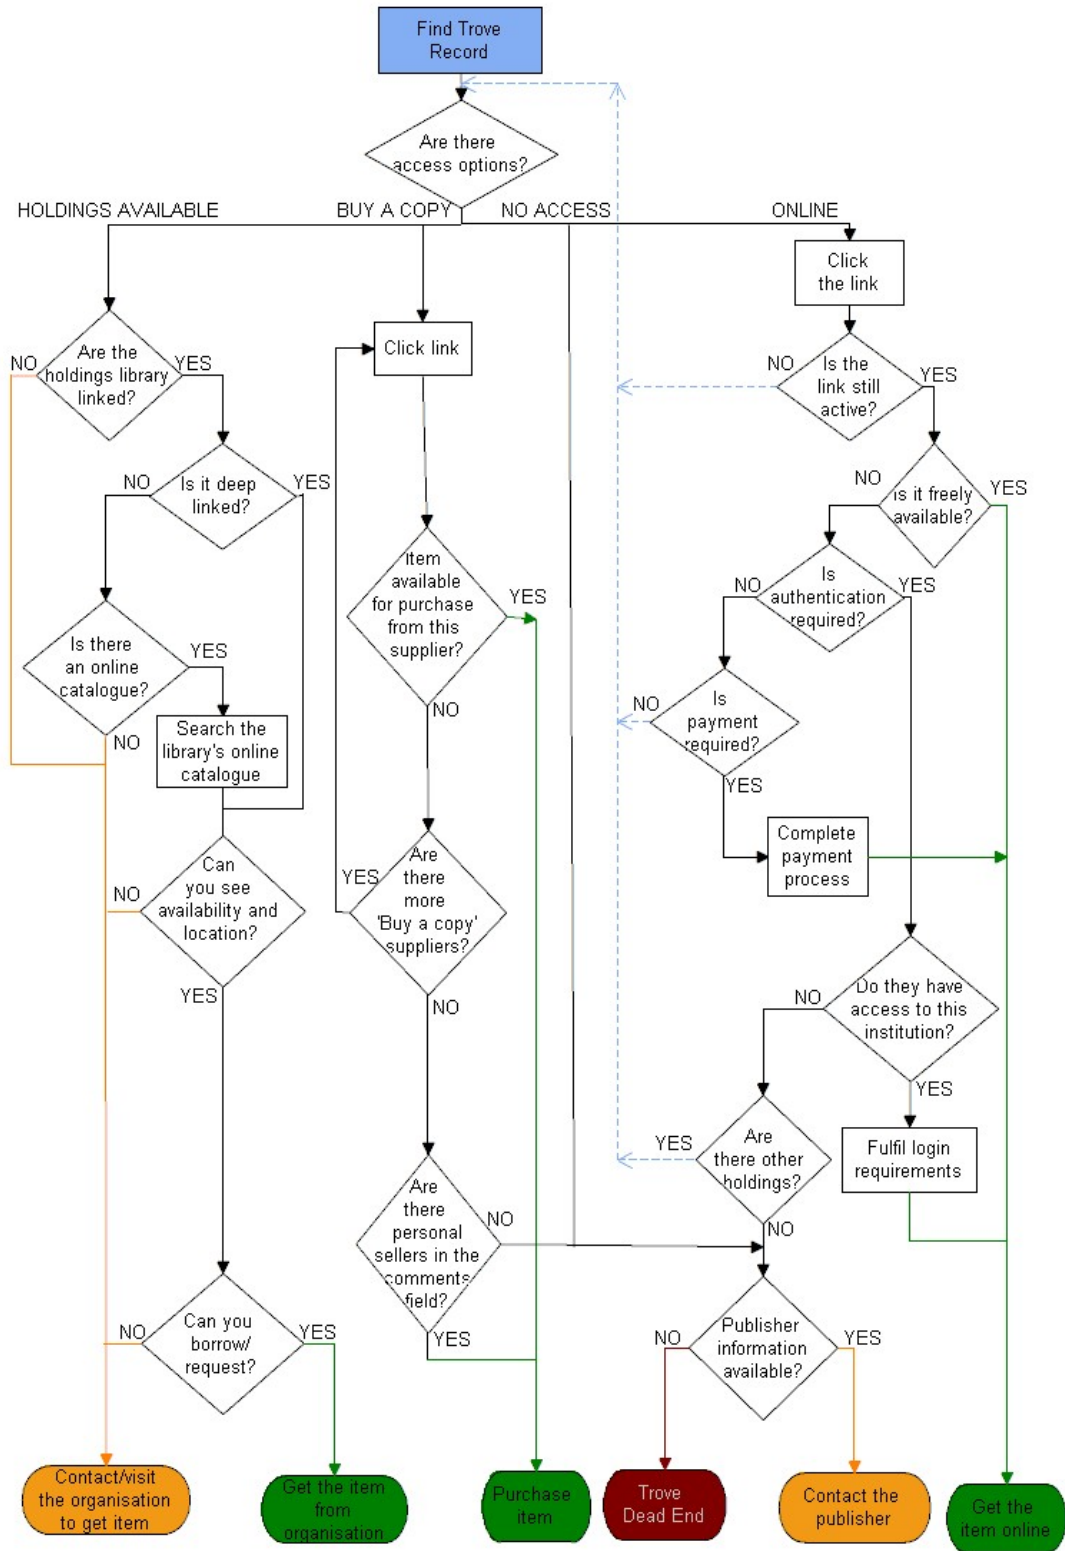 Find Trove
Record
Are there
access options?
HOLDINGS AVAILABLE
BUY A COPY
NO ACCESS
ONLINE
Click
the link
Click link
Are the
holdings library
linked?
NO
YES
Is the
link still
active?
NO
YES
Is it deep
linked?
NO
YES
Is it freely
available?
NO
YES
Item
available
for purchase
from this
supplier?
YES
NO
Is
authentication
required?
NO
YES
Is there
an online
catalogue?
YES
NO
Search the
library's online
catalogue
Is
payment
required?
NO
YES
Complete
payment
process
Can
you see
availability and
location?
NO
YES
Are
there
more
'Buy a copy'
suppliers?
YES
NO
Do they have
access to this
institution?
NO
YES
Fulfil login
requirements
Are
there other
holdings?
YES
NO
Are
there
personal
sellers in the
comments
field?
NO
YES
Can you
borrow/
request?
NO
YES
Publisher
information
available?
NO
YES
Contact/visit
the organisation
to get item
Get the item
from
organisation
Purchase
item
Trove
Dead End
Contact the
publisher
Get the
item online